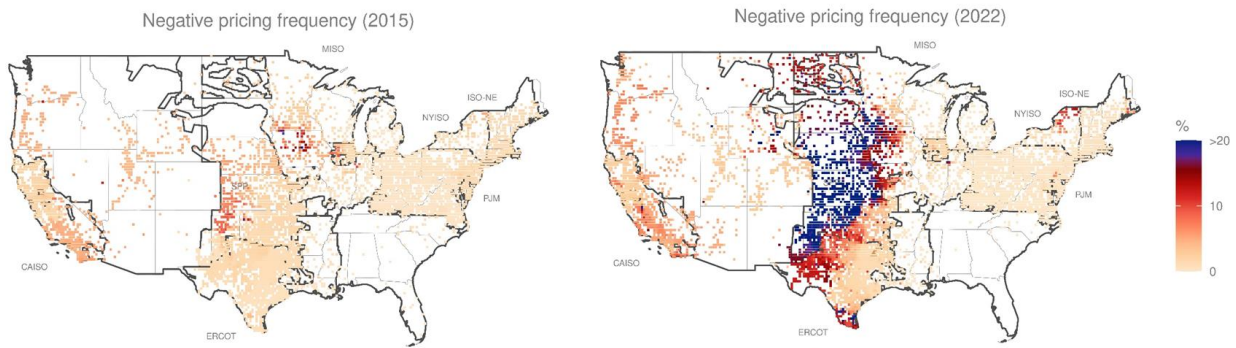 Negative pricing frequency (2015)
MISO
ISO-NE
NYISO
SPP
PJM
CAISO
ERCOT
Negative pricing frequency (2022)
MISO
ISO-NE
NYISO
PJM
CAISO
ERCOT
%
>20
10
0